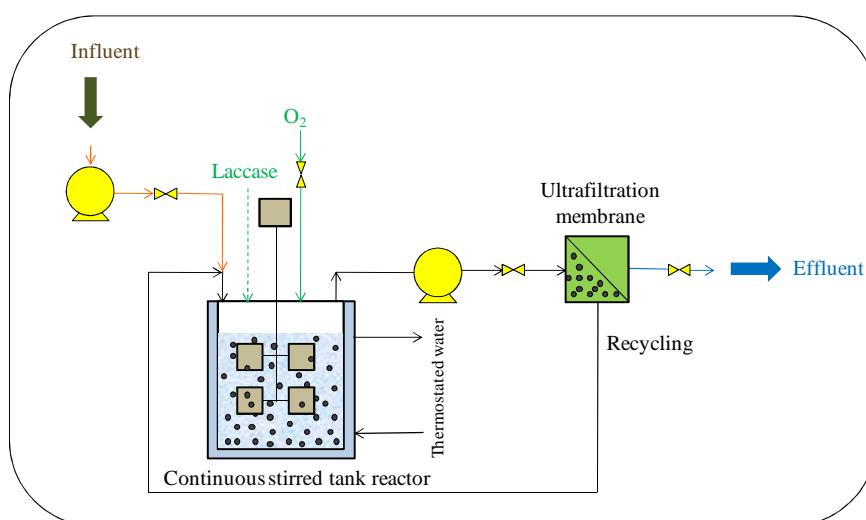 Influent
O₂
Laccase
Ultrafiltration
membrane
Effluent
Recycling
Thermostated water
Continuous stirred tank reactor